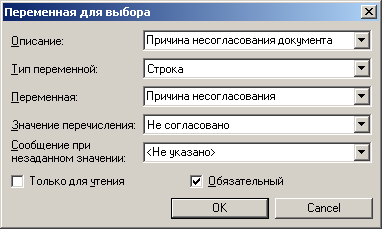 Переменная для выбора
Описание: Причина несогласования документа
Тип переменной: Строка
Переменная: Причина несогласования
Значение перечисления: Не согласовано
Сообщение при
незаданном значении: <Не указано>
Только для чтения Обязательный
OK Cancel